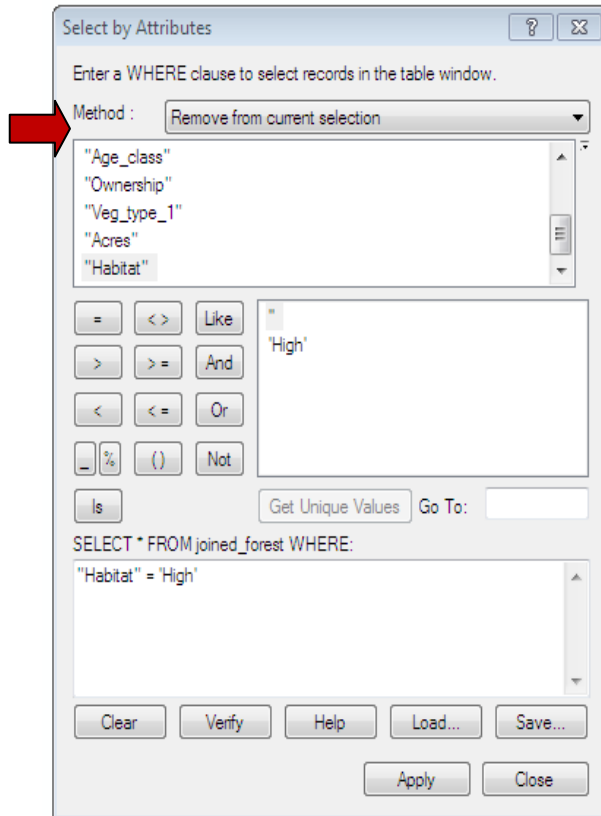 Select by Attributes
Enter a WHERE clause to select records in the table window.
Method : Remove from current selection
"Age_class"
"Ownership"
"Veg_type_1"
"Acres"
"Habitat"
= < > Like
> > = And
< < = Or
_ % () Not
Is
''
'High'
Get Unique Values Go To:
SELECT * FROM joined_forest WHERE:
"Habitat" = 'High'
Clear Verify Help Load... Save...
Apply Close